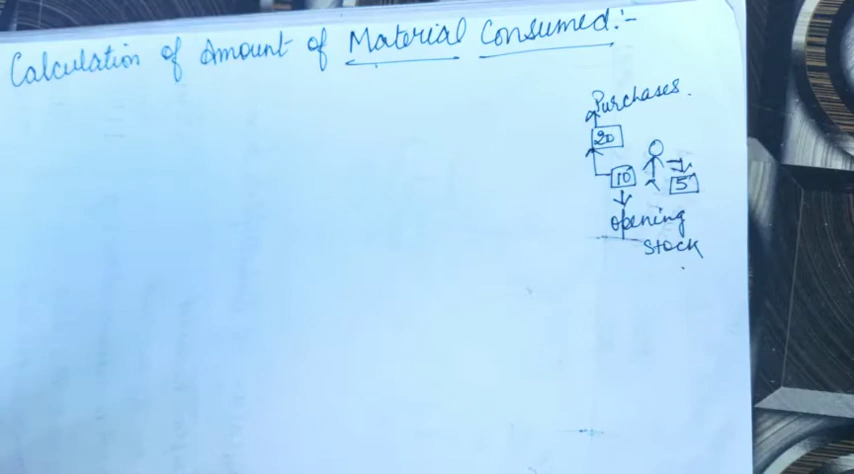 Calculation of Amount of Material Consumed:-
Purchases.
20
10
5
opening
stock